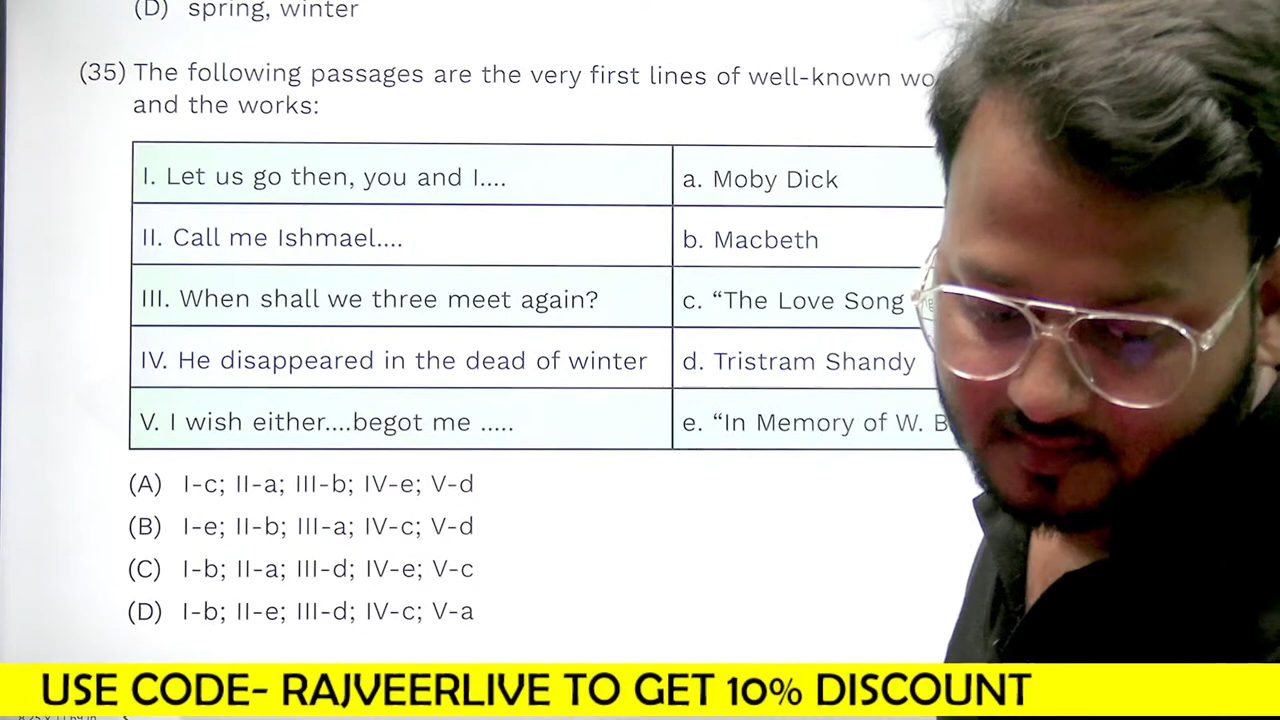 (D) spring, winter
(35) The following passages are the very first lines of well-known
and the works:
I. Let us go then, you and I....
a. Moby Dick
II. Call me Ishmael....
b. Macbeth
III. When shall we three meet again?
c. “The Love Song
IV. He disappeared in the dead of winter
d. Tristram Shandy
V. I wish either....begot me .....
e. “In Memory of W. B
(A) I-c; II-a; III-b; IV-e; V-d
(B) I-e; II-b; III-a; IV-c; V-d
(C) I-b; II-a; III-d; IV-e; V-c
(D) I-b; II-e; III-d; IV-c; V-a
USE CODE- RAJVEERLIVE TO GET 10% DISCOUNT